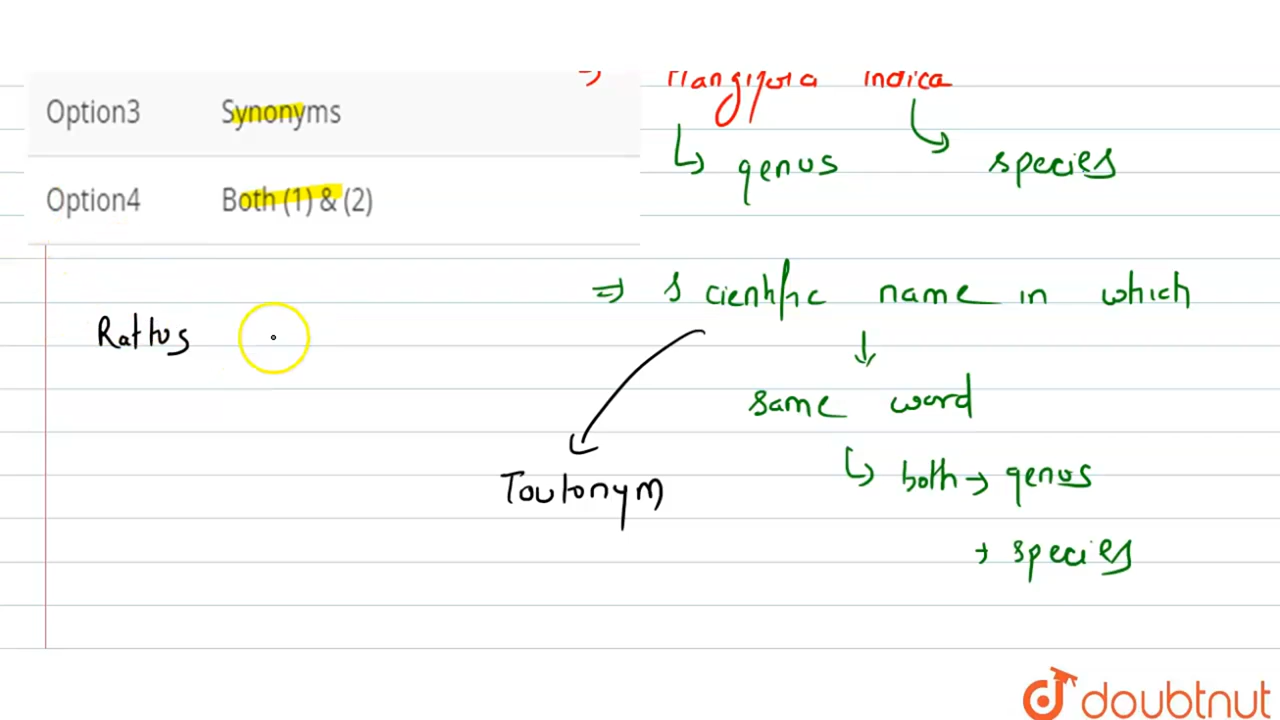 Mangifera indica
Option3 Synonyms
genus species
Option4 Both (1) & (2)
⇒ Scientific name in which
Rattus
same word
Toutonym
both → genus
+ species
doubtnut